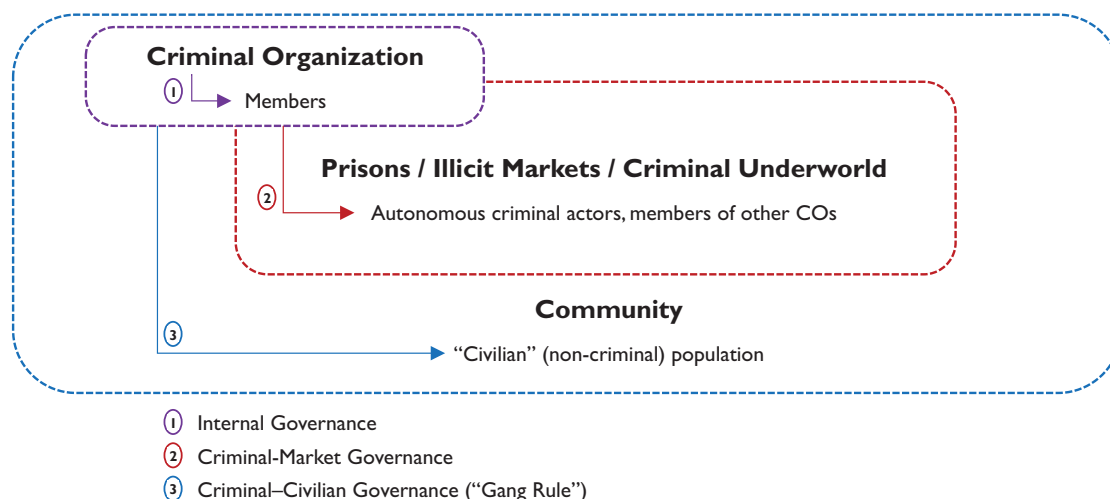 Criminal Organization
1 Members
Prisons / Illicit Markets / Criminal Underworld
2 Autonomous criminal actors, members of other COs
Community
3 “Civilian” (non-criminal) population
1 Internal Governance
2 Criminal-Market Governance
3 Criminal–Civilian Governance (“Gang Rule”)